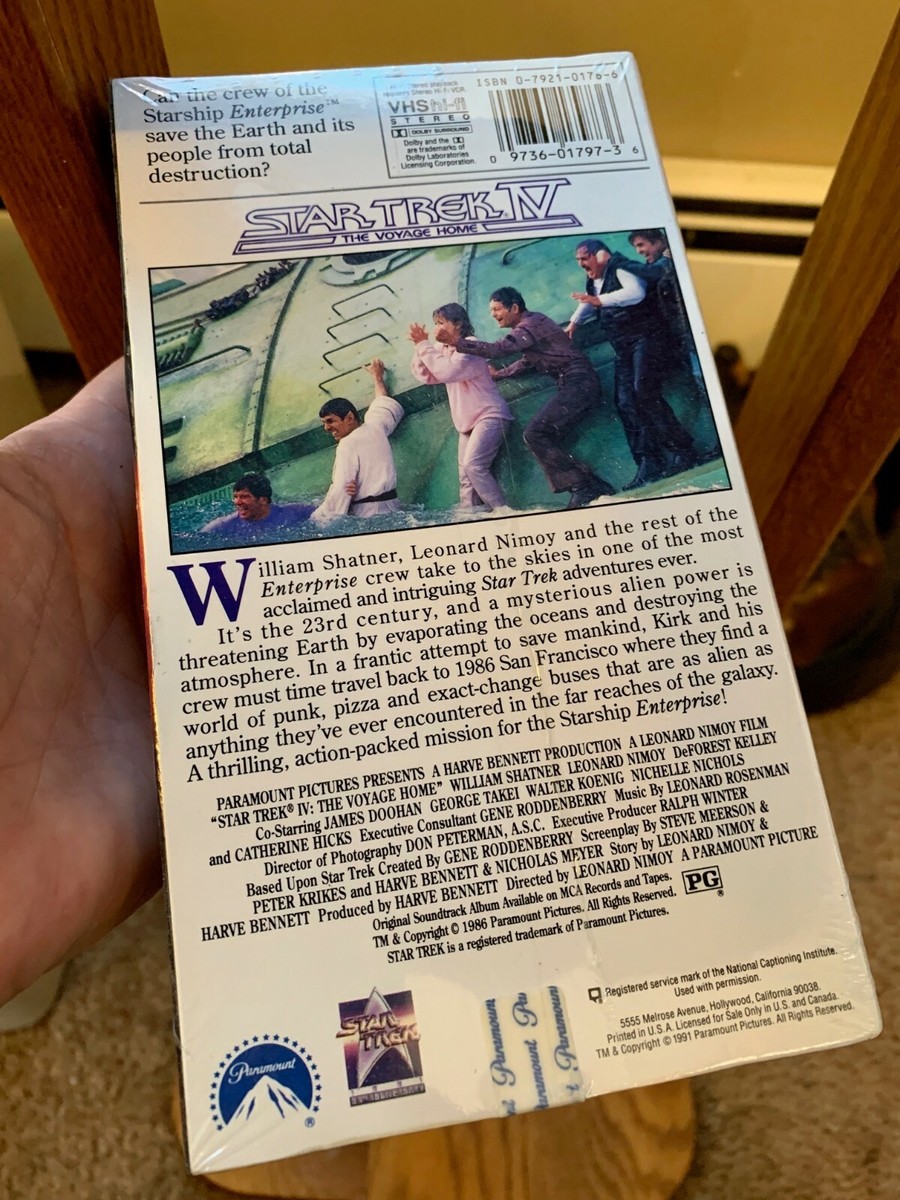 Can the crew of the
Starship Enterprise™
save the Earth and its
people from total
destruction?
VHS hi-fi
STEREO
DOLBY SURROUND
Dolby and the
are trademarks of
Dolby Laboratories
Licensing Corporation.
ISBN 0-7921-0176-6
0 9736-01797-3 6
STAR TREK IV
THE VOYAGE HOME
William Shatner, Leonard Nimoy and the rest of the
Enterprise crew take to the skies in one of the most
acclaimed and intriguing Star Trek adventures ever.
It's the 23rd century, and a mysterious alien power is
threatening Earth by evaporating the oceans and destroying the
atmosphere. In a frantic attempt to save mankind, Kirk and his
crew must time travel back to 1986 San Francisco where they find a
world of punk, pizza and exact-change buses that are as alien as
anything they've ever encountered in the far reaches of the galaxy.
A thrilling, action-packed mission for the Starship Enterprise!
PARAMOUNT PICTURES PRESENTS A HARVE BENNETT PRODUCTION A LEONARD NIMOY FILM
"STAR TREK® IV: THE VOYAGE HOME" WILLIAM SHATNER LEONARD NIMOY DeFOREST KELLEY
Co-Starring JAMES DOOHAN GEORGE TAKEI WALTER KOENIG NICHELLE NICHOLS
and CATHERINE HICKS Executive Consultant GENE RODDENBERRY Music By LEONARD ROSENMAN
Director of Photography DON PETERMAN, A.S.C. Executive Producer RALPH WINTER
Based Upon Star Trek Created By GENE RODDENBERRY Screenplay By STEVE MEERSON &
PETER KRIKES and HARVE BENNETT & NICHOLAS MEYER Story by LEONARD NIMOY &
HARVE BENNETT Produced by HARVE BENNETT Directed by LEONARD NIMOY A PARAMOUNT PICTURE
Original Soundtrack Album Available on MCA Records and Tapes.
TM & Copyright © 1986 Paramount Pictures. All Rights Reserved.
STAR TREK is a registered trademark of Paramount Pictures.
PG®
Registered service mark of the National Captioning Institute.
Used with permission.
5555 Melrose Avenue, Hollywood, California 90038.
Printed in U.S.A. Licensed for Sale Only in U.S. and Canada.
TM & Copyright © 1991 Paramount Pictures. All Rights Reserved.
Paramount®
STAR TREK
Paramount
Paramount Pa
Paramount